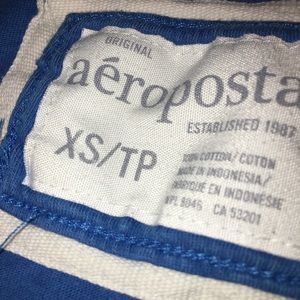 ORIGINAL
aéroposta
ESTABLISHED 1987
XS/TP
100% COTTON/COTON
MADE IN INDONESIA/
FABRIQUÉ EN INDONÉSIE
CA 53201